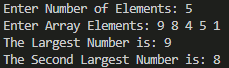 Enter Number of Elements: 5
Enter Array Elements: 9 8 4 5 1
The Largest Number is: 9
The Second Largest Number is: 8